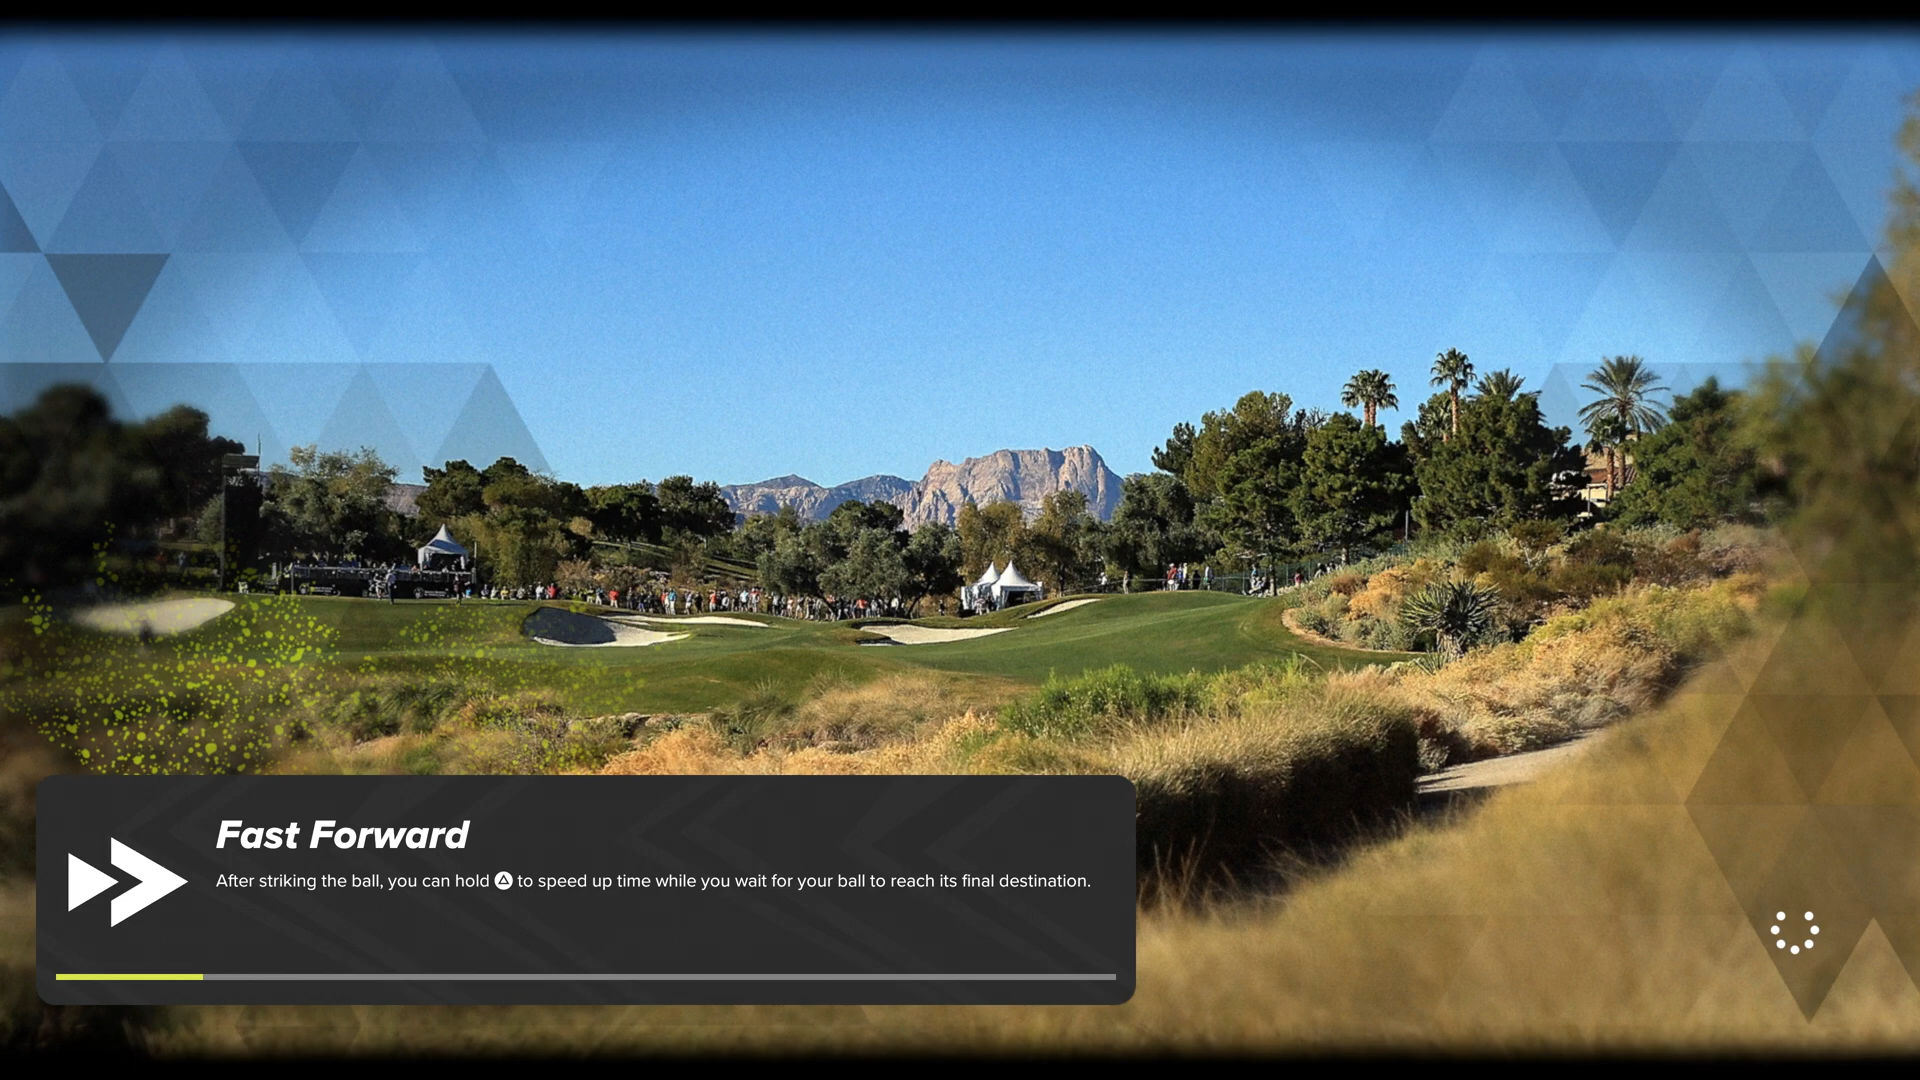 Fast Forward
After striking the ball, you can hold △ to speed up time while you wait for your ball to reach its final destination.